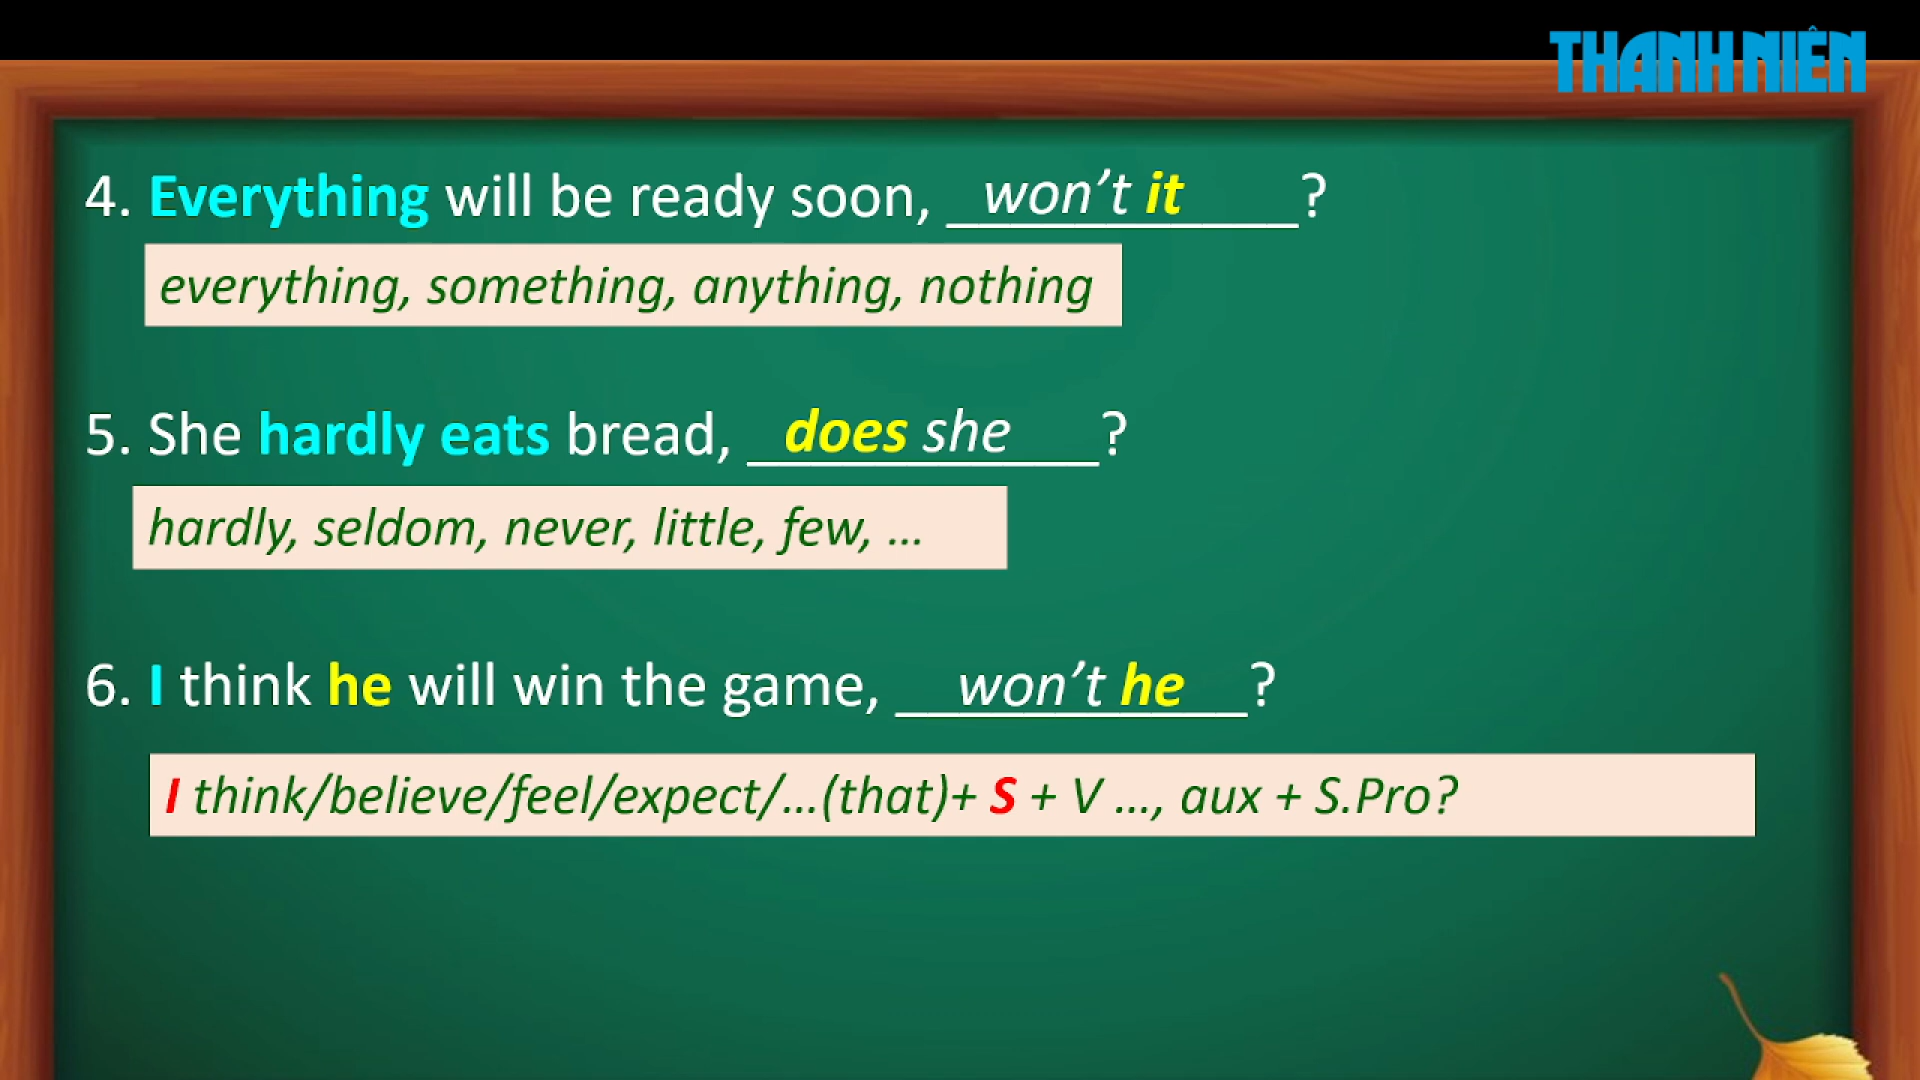 THANH NIÊN
4. Everything will be ready soon, won't it ?
everything, something, anything, nothing
5. She hardly eats bread, does she ?
hardly, seldom, never, little, few, ...
6. I think he will win the game, won't he ?
I think/believe/feel/expect/...(that)+ S + V ..., aux + S.Pro?